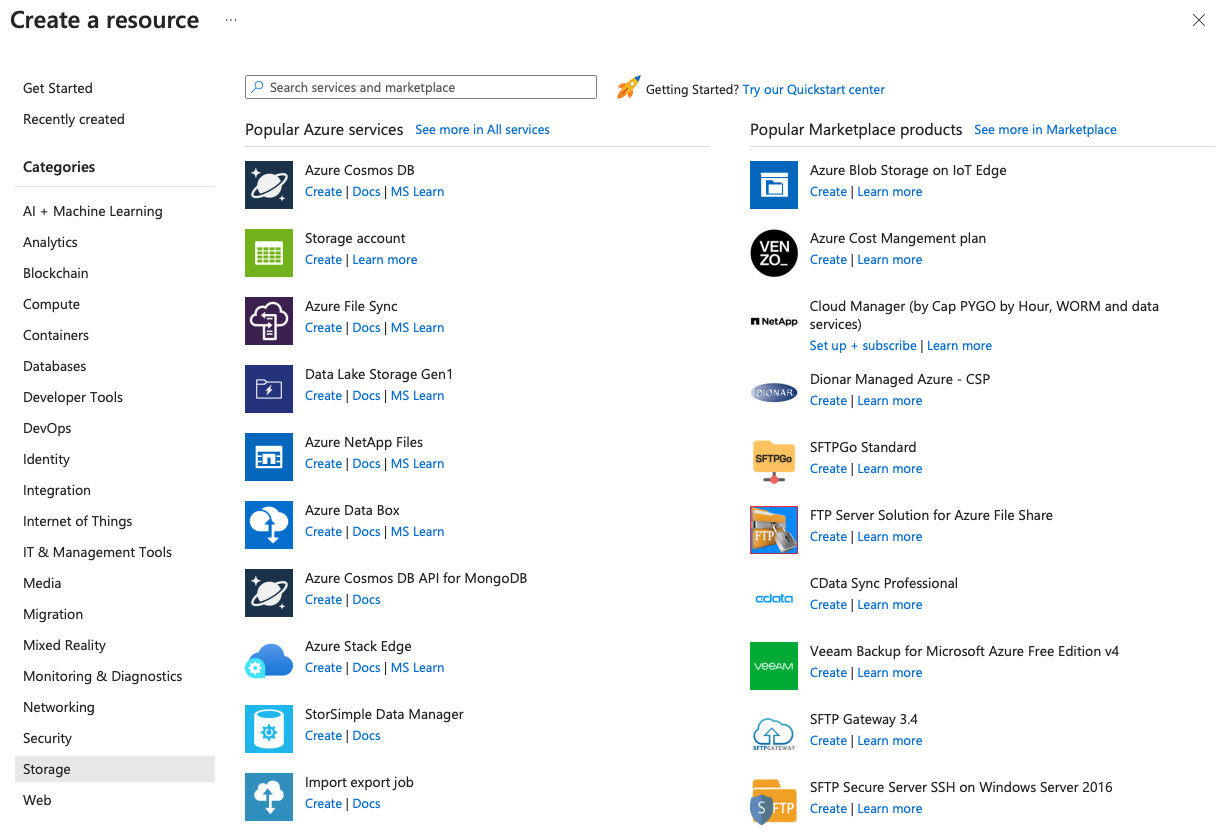 Create a resource ...
Get Started
Recently created
Categories
AI + Machine Learning
Analytics
Blockchain
Compute
Containers
Databases
Developer Tools
DevOps
Identity
Integration
Internet of Things
IT & Management Tools
Media
Migration
Mixed Reality
Monitoring & Diagnostics
Networking
Security
Storage
Web
Search services and marketplace
Getting Started? Try our Quickstart center
Popular Azure services See more in All services
Azure Cosmos DB
Create | Docs | MS Learn
Storage account
Create | Learn more
Azure File Sync
Create | Docs | MS Learn
Data Lake Storage Gen1
Create | Docs | MS Learn
Azure NetApp Files
Create | Docs | MS Learn
Azure Data Box
Create | Docs | MS Learn
Azure Cosmos DB API for MongoDB
Create | Docs
Azure Stack Edge
Create | Docs | MS Learn
StorSimple Data Manager
Create | Docs
Import export job
Create | Docs
Popular Marketplace products See more in Marketplace
Azure Blob Storage on IoT Edge
Create | Learn more
VEN
ZO_
Azure Cost Mangement plan
Create | Learn more
NetApp
Cloud Manager (by Cap PYGO by Hour, WORM and data
services)
Set up + subscribe | Learn more
DIONAR
Dionar Managed Azure - CSP
Create | Learn more
SFTPGo
SFTPGo Standard
Create | Learn more
FTP
FTP Server Solution for Azure File Share
Create | Learn more
cdata
CData Sync Professional
Create | Learn more
veeAM
Veeam Backup for Microsoft Azure Free Edition v4
Create | Learn more
SFTPGATEWAY
SFTP Gateway 3.4
Create | Learn more
S FTP
SFTP Secure Server SSH on Windows Server 2016
Create | Learn more